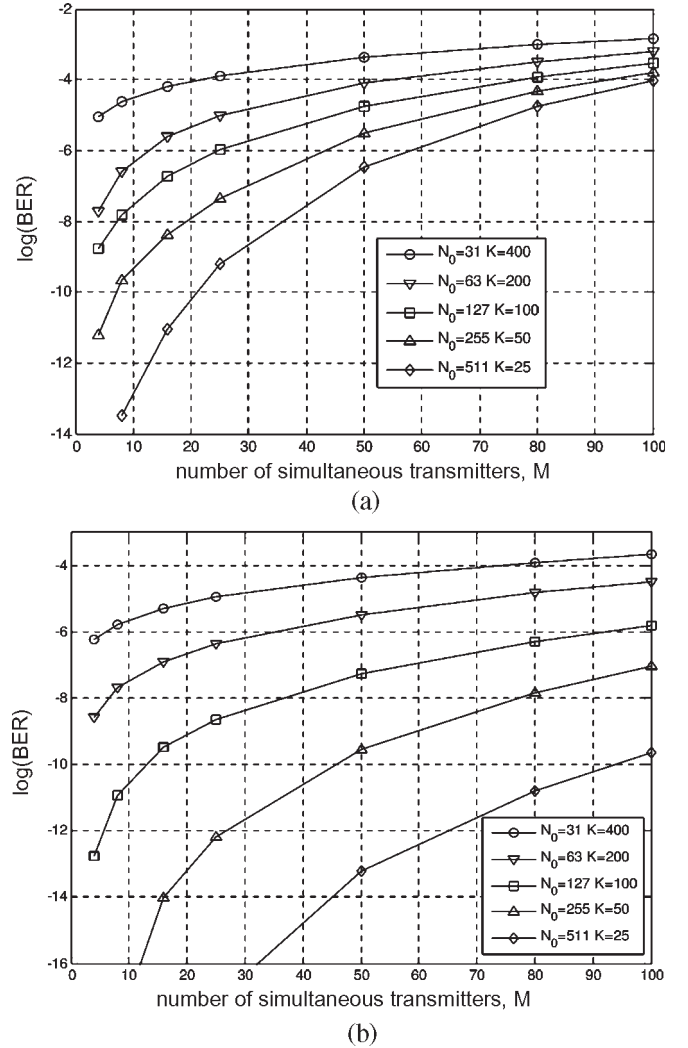 -2
-4
-6
-8
-10
-12
-14
log(BER)
N0=31 K=400
N0=63 K=200
N0=127 K=100
N0=255 K=50
N0=511 K=25
0 10 20 30 40 50 60 70 80 90 100
number of simultaneous transmitters, M
(a)
-4
-6
-8
-10
-12
-14
-16
log(BER)
N0=31 K=400
N0=63 K=200
N0=127 K=100
N0=255 K=50
N0=511 K=25
0 10 20 30 40 50 60 70 80 90 100
number of simultaneous transmitters, M
(b)